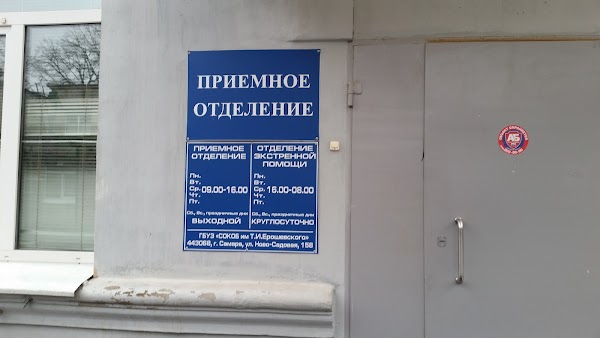 ПРИЕМНОЕ
ОТДЕЛЕНИЕ
ПРИЕМНОЕ
ОТДЕЛЕНИЕ
Пн.
Вт.
Ср. 09.00-16.00
Чт.
Пт.
Сб., Вс., праздничные дни
ВЫХОДНОЙ
ОТДЕЛЕНИЕ
ЭКСТРЕННОЙ
ПОМОЩИ
Пн.
Вт.
Ср. 16.00-08.00
Чт.
Пт.
Сб., Вс., праздничные дни
КРУГЛОСУТОЧНО
ГБУЗ «СОКОБ им Т.И.Ерошевского»
443068, г. Самара, ул. Ново-Садовая, 158
АБ